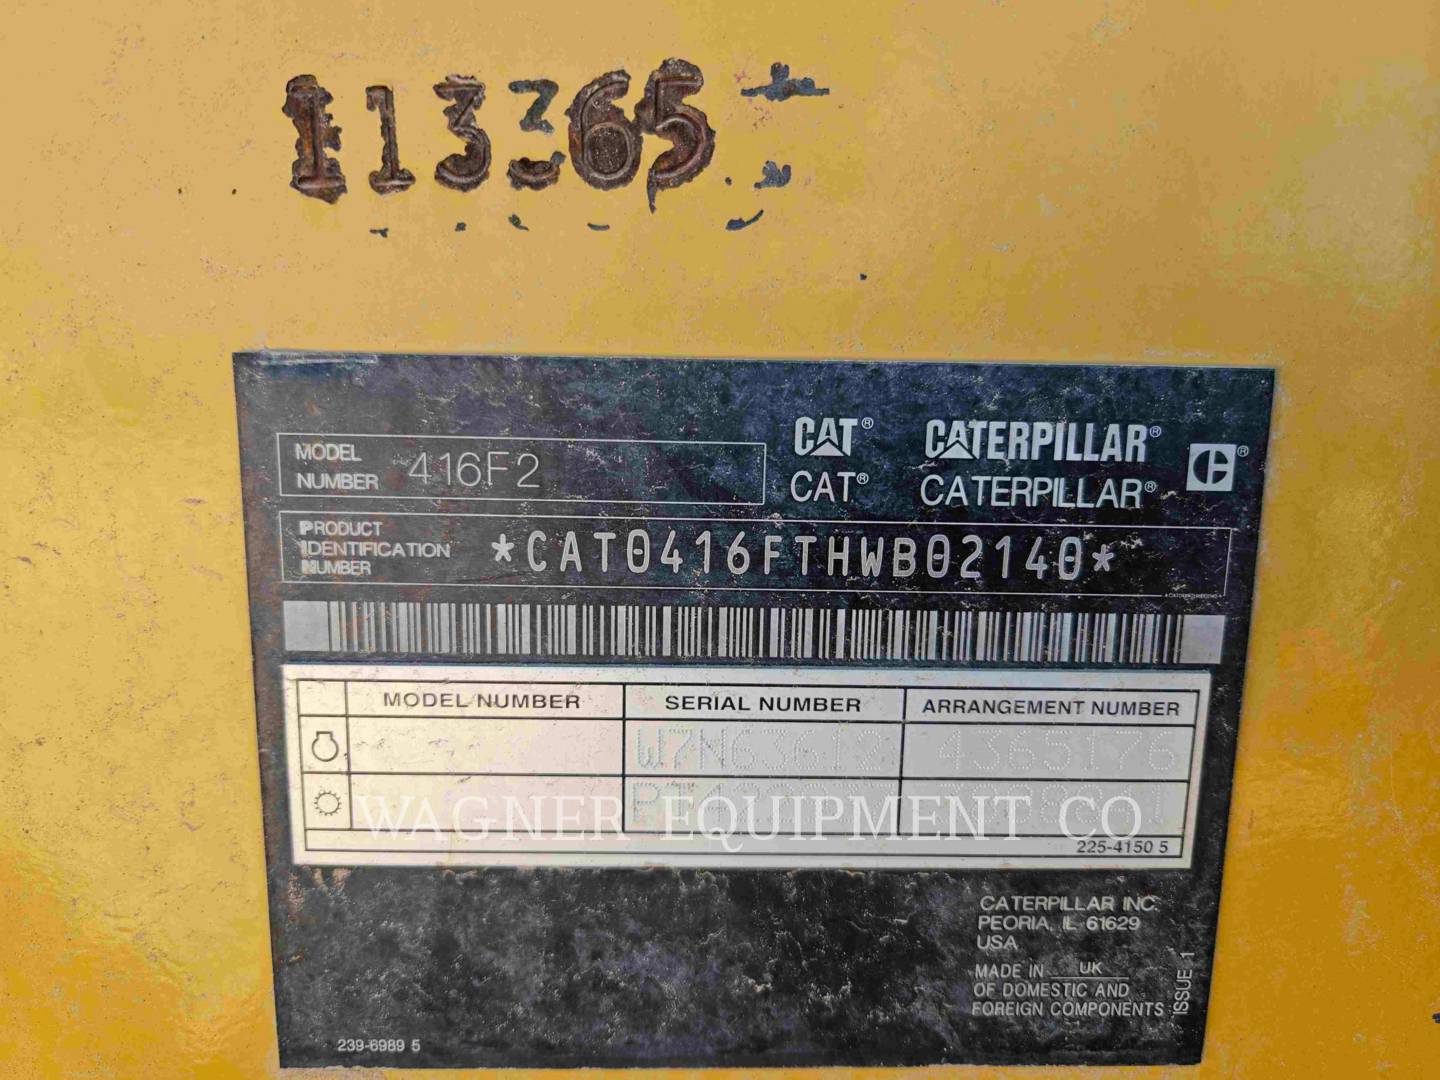 113365
CAT® CATERPILLAR®
CAT® CATERPILLAR®
MODEL NUMBER 416F2
PRODUCT IDENTIFICATION NUMBER *CAT0416FTHWB02140*
MODEL NUMBER SERIAL NUMBER ARRANGEMENT NUMBER
W7N63612 4365176
WAGNER EQUIPMENT CO
225-4150 5
CATERPILLAR INC.
PEORIA, IL 61629
USA
MADE IN UK
OF DOMESTIC AND
FOREIGN COMPONENTS
ISSUE 1
239-6989 5